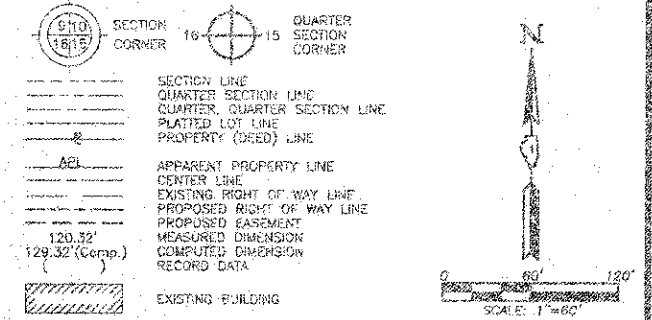 9 10
16 15
SECTION
CORNER
16 15
QUARTER
SECTION
CORNER
SECTION LINE
QUARTER SECTION LINE
QUARTER, QUARTER SECTION LINE
PLATTED LOT LINE
PROPERTY (DEED) LINE
APL
APPARENT PROPERTY LINE
CENTER LINE
EXISTING RIGHT OF WAY LINE
PROPOSED RIGHT OF WAY LINE
PROPOSED EASEMENT
120.32' MEASURED DIMENSION
129.32'(Comp.) COMPUTED DIMENSION
( ) RECORD DATA
EXISTING BUILDING
N
0 60' 120'
SCALE: 1"=60'